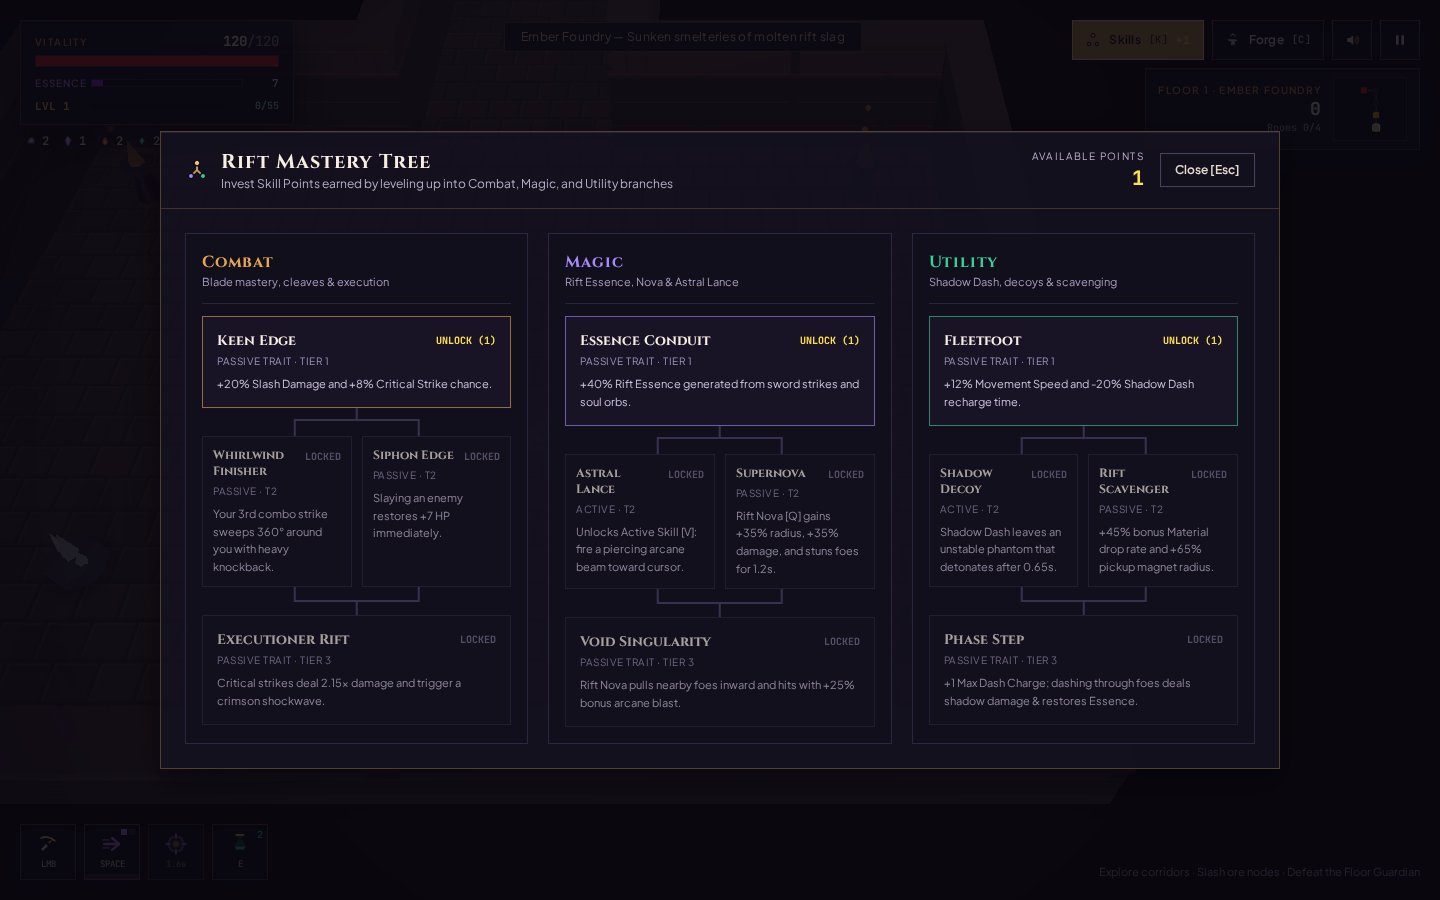 VITALITY 120/120
ESSENCE 7
LVL 1 0/55
2 1 2 2
Ember Foundry — Sunken smelteries of molten rift slag
Skills [K] +1
Forge [C]
FLOOR 1 · EMBER FOUNDRY
0
Rooms 0/4
RIFT MASTERY TREE
Invest Skill Points earned by leveling up into Combat, Magic, and Utility branches
AVAILABLE POINTS
1
Close [Esc]
COMBAT
Blade mastery, cleaves & execution
KEEN EDGE UNLOCK (1)
PASSIVE TRAIT · TIER 1
+20% Slash Damage and +8% Critical Strike chance.
WHIRLWIND
FINISHER
LOCKED
PASSIVE · T2
Your 3rd combo strike
sweeps 360° around
you with heavy
knockback.
SIPHON EDGE LOCKED
PASSIVE · T2
Slaying an enemy
restores +7 HP
immediately.
EXECUTIONER RIFT LOCKED
PASSIVE TRAIT · TIER 3
Critical strikes deal 2.15× damage and trigger a
crimson shockwave.
MAGIC
Rift Essence, Nova & Astral Lance
ESSENCE CONDUIT UNLOCK (1)
PASSIVE TRAIT · TIER 1
+40% Rift Essence generated from sword strikes and
soul orbs.
ASTRAL
LANCE
LOCKED
ACTIVE · T2
Unlocks Active Skill [V]:
fire a piercing arcane
beam toward cursor.
SUPERNOVA LOCKED
PASSIVE · T2
Rift Nova [Q] gains
+35% radius, +35%
damage, and stuns foes
for 1.2s.
VOID SINGULARITY LOCKED
PASSIVE TRAIT · TIER 3
Rift Nova pulls nearby foes inward and hits with +25%
bonus arcane blast.
UTILITY
Shadow Dash, decoys & scavenging
FLEETFOOT UNLOCK (1)
PASSIVE TRAIT · TIER 1
+12% Movement Speed and -20% Shadow Dash
recharge time.
SHADOW
DECOY
LOCKED
ACTIVE · T2
Shadow Dash leaves an
unstable phantom that
detonates after 0.65s.
RIFT
SCAVENGER
LOCKED
PASSIVE · T2
+45% bonus Material
drop rate and +65%
pickup magnet radius.
PHASE STEP LOCKED
PASSIVE TRAIT · TIER 3
+1 Max Dash Charge; dashing through foes deals
shadow damage & restores Essence.
LMB
SPACE
2
E
Explore corridors · Slash ore nodes · Defeat the Floor Guardian